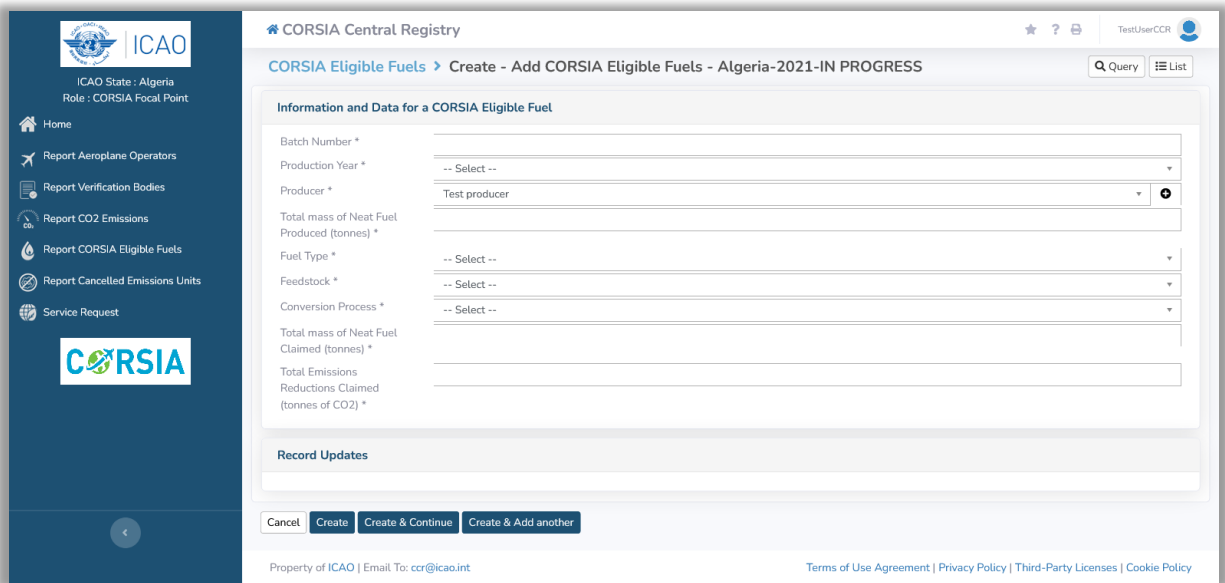 ICAO
ICAO State : Algeria
Role : CORSIA Focal Point
Home
Report Aeroplane Operators
Report Verification Bodies
CO₂
Report CO2 Emissions
Report CORSIA Eligible Fuels
Report Cancelled Emissions Units
Service Request
CORSIA
CORSIA Central Registry
?
TestUserCCR
CORSIA Eligible Fuels > Create - Add CORSIA Eligible Fuels - Algeria-2021-IN PROGRESS
Query
List
Information and Data for a CORSIA Eligible Fuel
Batch Number *
Production Year *
-- Select --
Producer *
Test producer
Total mass of Neat Fuel
Produced (tonnes) *
Fuel Type *
-- Select --
Feedstock *
-- Select --
Conversion Process *
-- Select --
Total mass of Neat Fuel
Claimed (tonnes) *
Total Emissions
Reductions Claimed
(tonnes of CO2) *
Record Updates
Cancel
Create
Create & Continue
Create & Add another
Property of ICAO | Email To: ccr@icao.int
Terms of Use Agreement | Privacy Policy | Third-Party Licenses | Cookie Policy